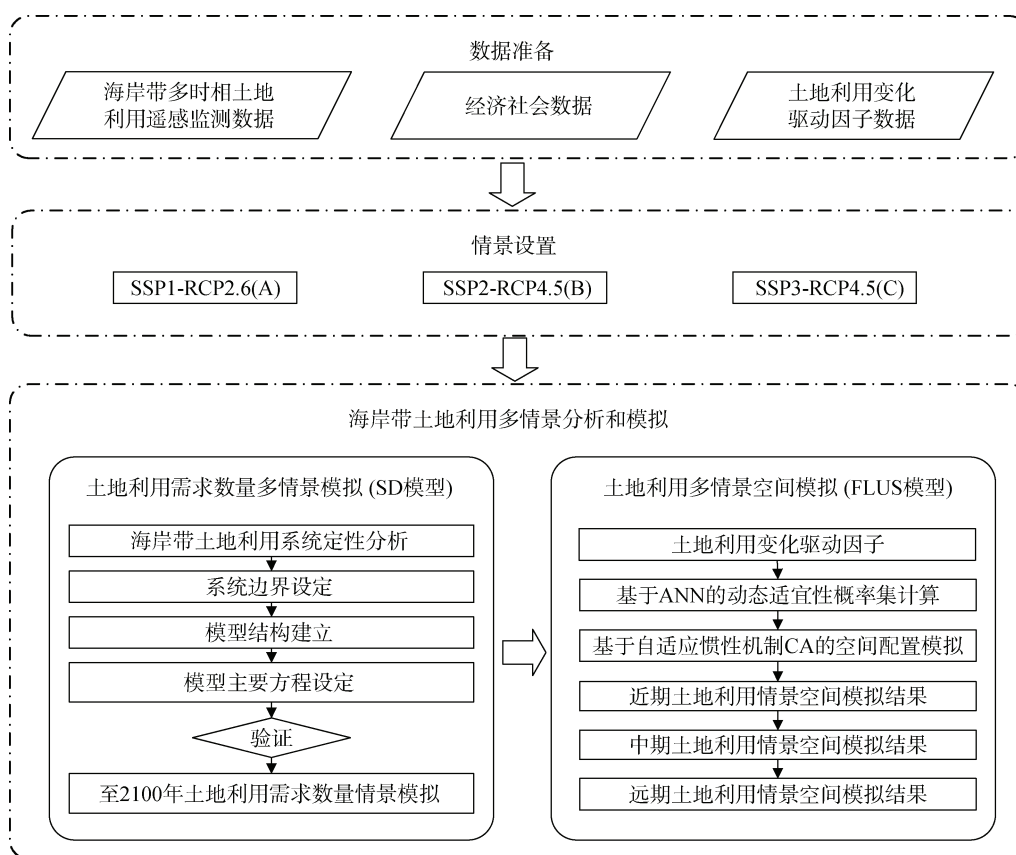 数据准备
海岸带多时相土地
利用遥感监测数据
经济社会数据
土地利用变化
驱动因子数据
情景设置
SSP1-RCP2.6(A)
SSP2-RCP4.5(B)
SSP3-RCP4.5(C)
海岸带土地利用多情景分析和模拟
土地利用需求数量多情景模拟 (SD模型)
海岸带土地利用系统定性分析
系统边界设定
模型结构建立
模型主要方程设定
验证
至2100年土地利用需求数量情景模拟
土地利用多情景空间模拟 (FLUS模型)
土地利用变化驱动因子
基于ANN的动态适宜性概率集计算
基于自适应惯性机制CA的空间配置模拟
近期土地利用情景空间模拟结果
中期土地利用情景空间模拟结果
远期土地利用情景空间模拟结果